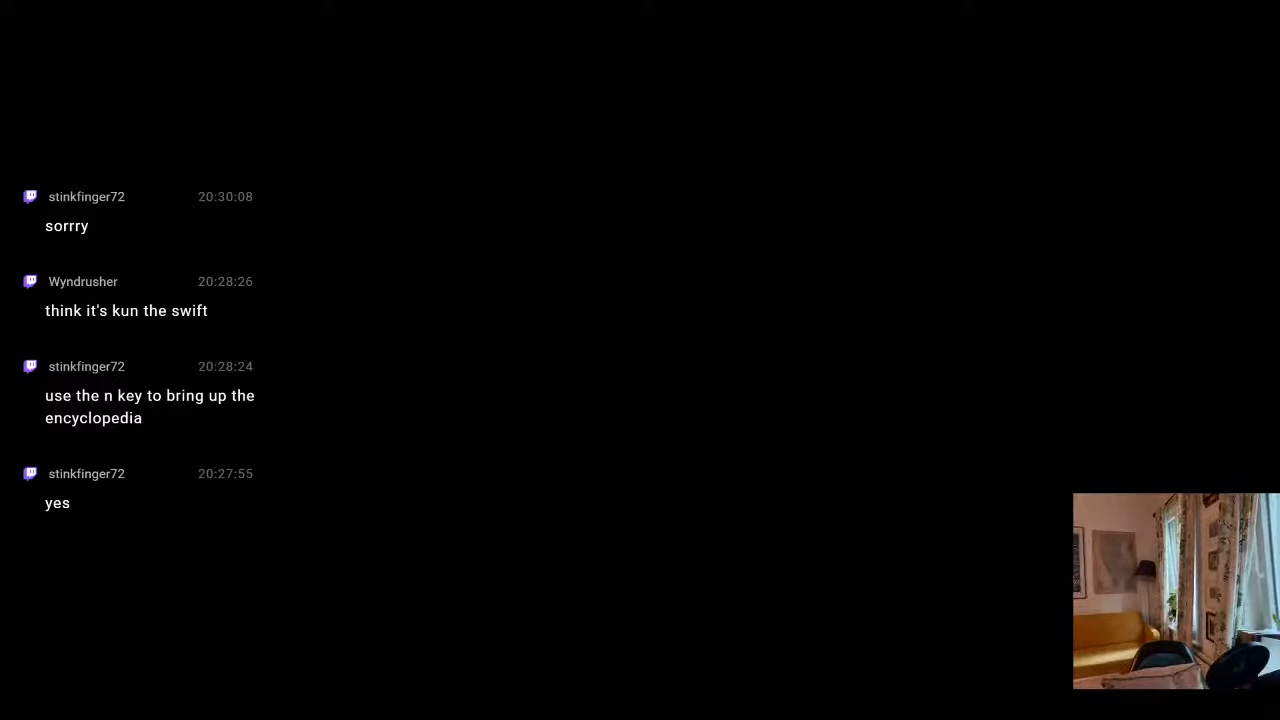 stinkfinger72 20:30:08
sorrry
Wyndrusher 20:28:26
think it's kun the swift
stinkfinger72 20:28:24
use the n key to bring up the
encyclopedia
stinkfinger72 20:27:55
yes